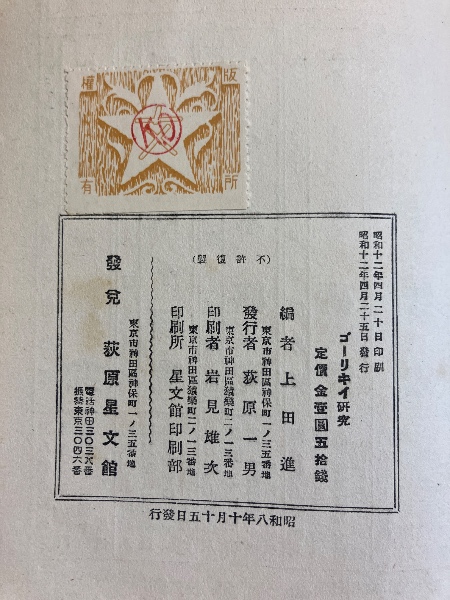 版權所有
KJ
昭和十二年四月二十日印刷
昭和十二年四月二十五日發行
ゴーリキイ研究
定價金壹圓五拾錢
(不許復製)
編者 上田進
東京市神田區神保町一ノ三五番地
發行者 荻原一男
東京市神田區猿樂町二ノ一三番地
印刷者 岩見雄次
東京市神田區猿樂町二ノ一三番地
印刷所 星文館印刷部
東京市神田區神保町一ノ三五番地
發兌 荻原星文館
電話神田三〇三六番
振替東京三〇四六番
昭和八年十月十五日發行